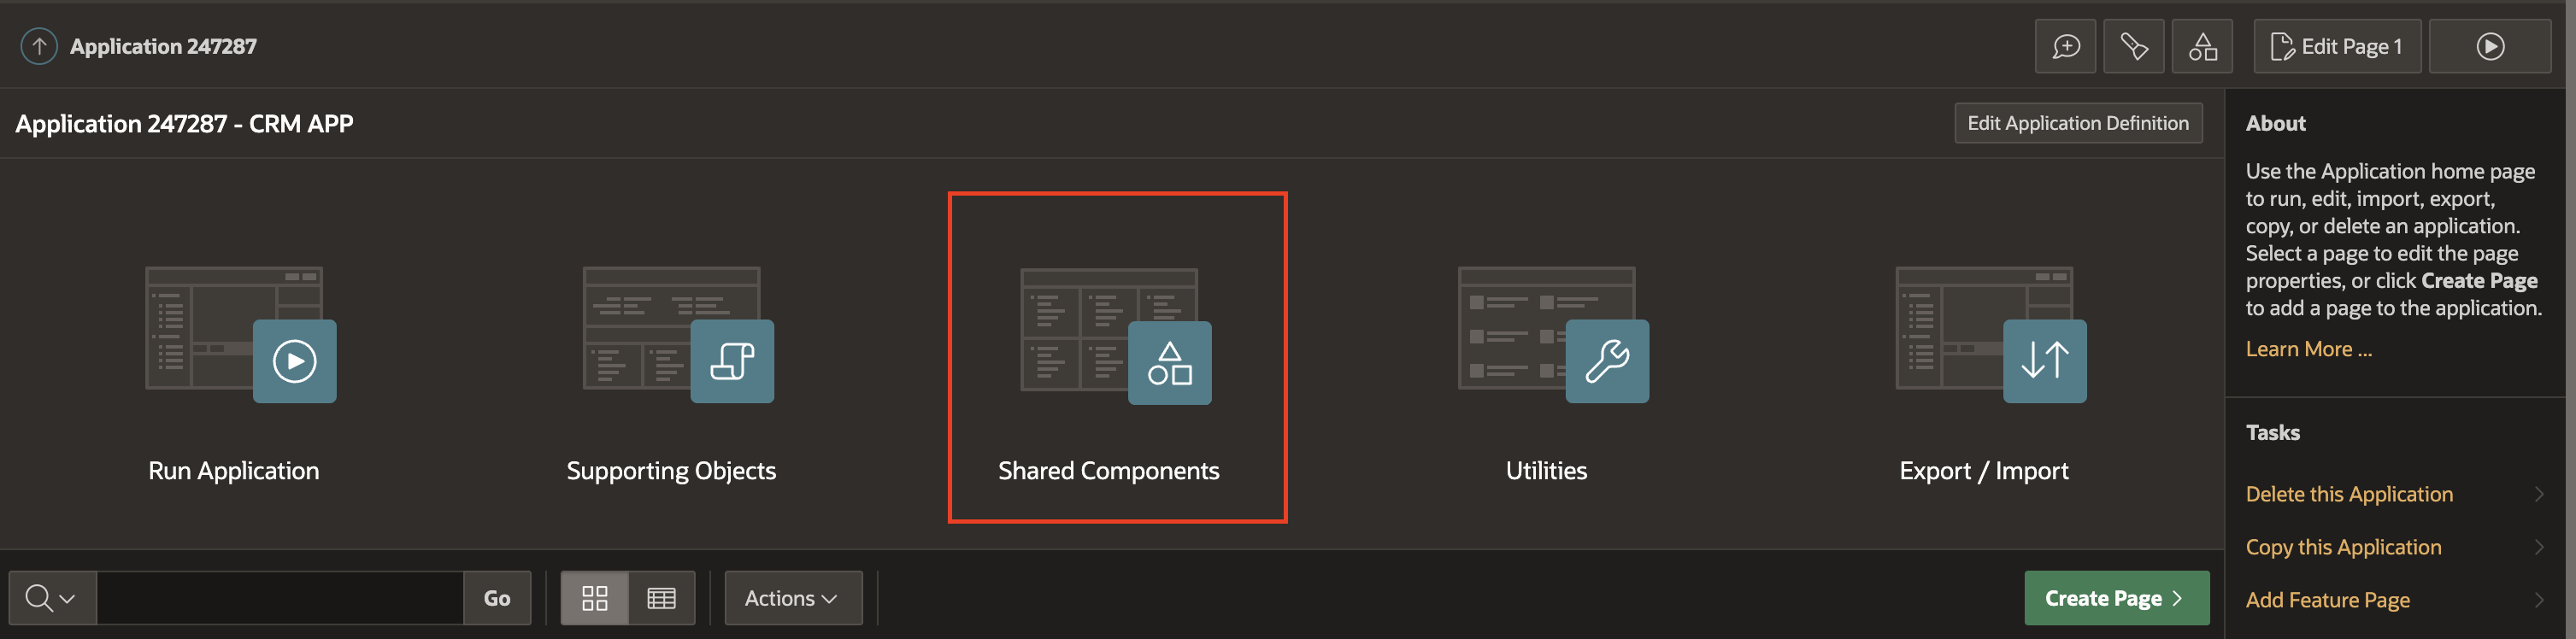 Application 247287
Edit Page 1
Application 247287 - CRM APP
Edit Application Definition
Run Application
Supporting Objects
Shared Components
Utilities
Export / Import
Go
Actions
Create Page
About
Use the Application home page
to run, edit, import, export,
copy, or delete an application.
Select a page to edit the page
properties, or click Create Page
to add a page to the application.
Learn More ...
Tasks
Delete this Application
Copy this Application
Add Feature Page